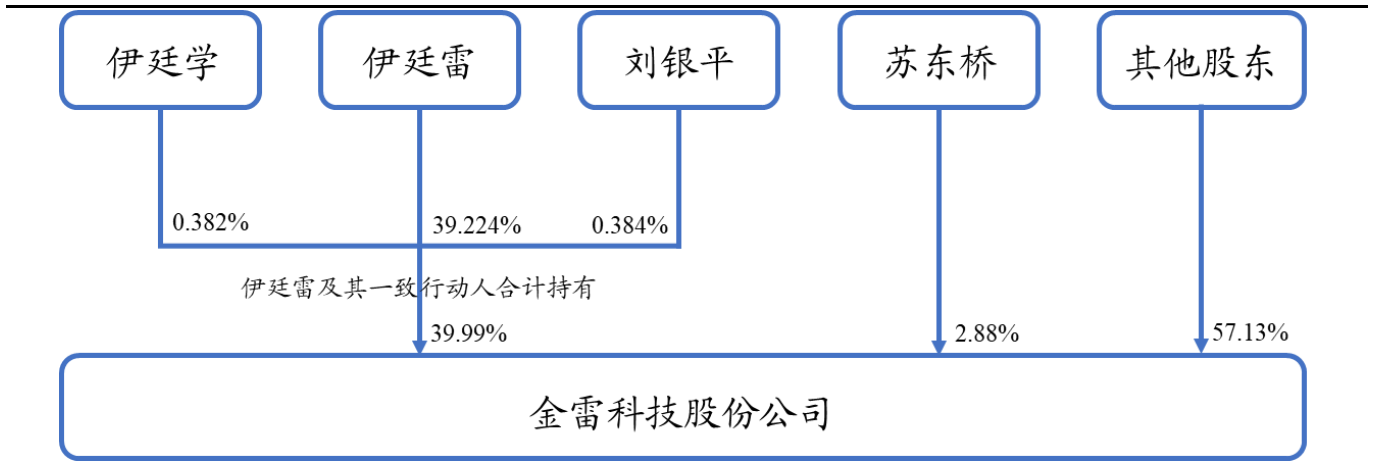 伊廷学
伊廷雷
刘银平
苏东桥
其他股东
0.382%
39.224%
0.384%
伊廷雷及其一致行动人合计持有
39.99%
2.88%
57.13%
金雷科技股份公司